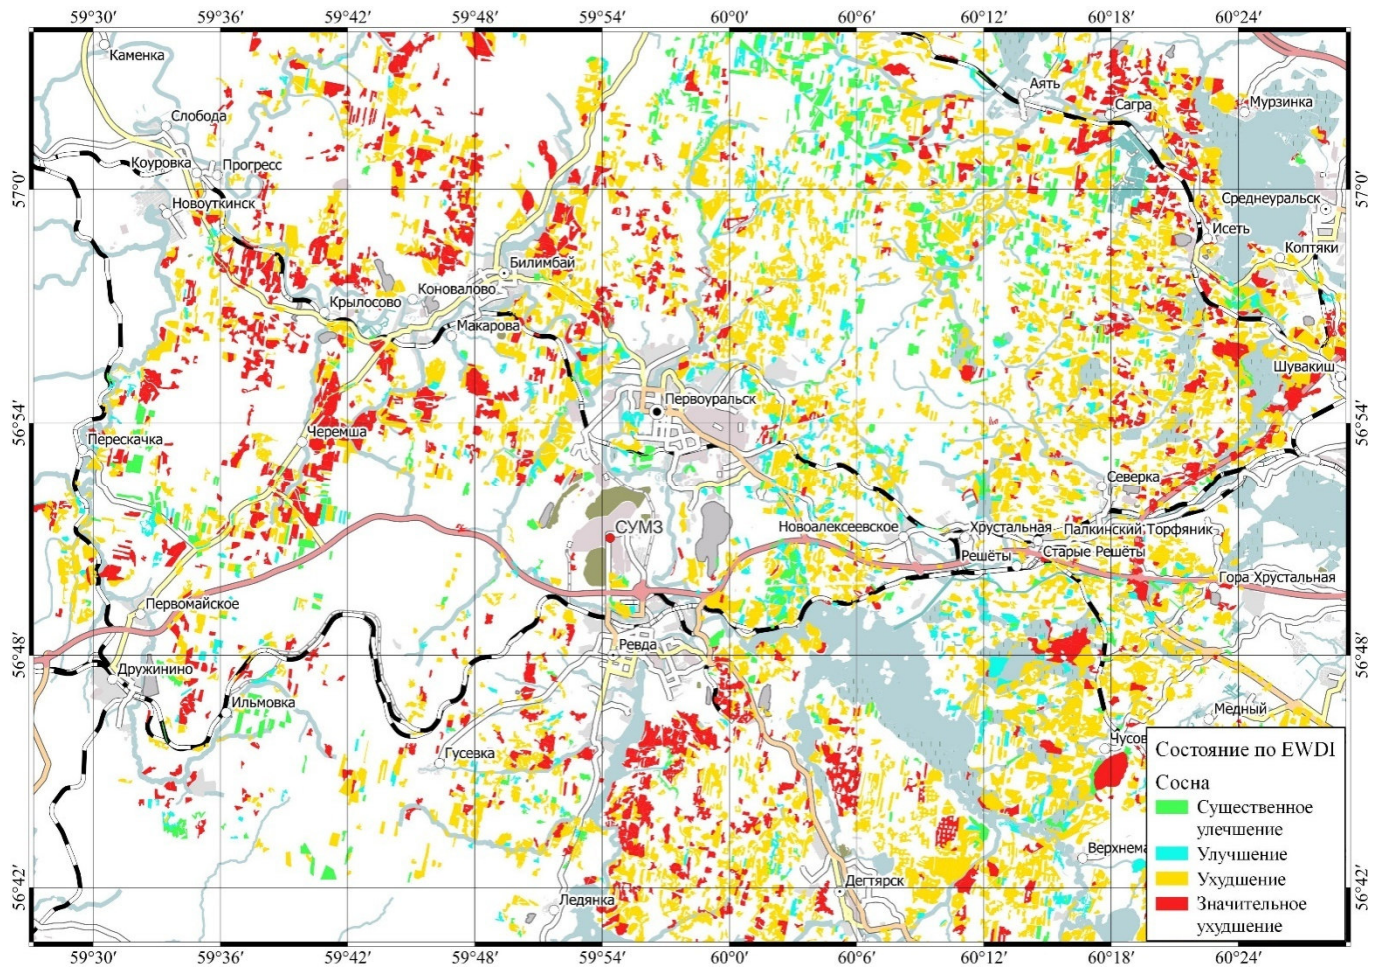 59°30' 59°36' 59°42' 59°48' 59°54' 60°0' 60°6' 60°12' 60°18' 60°24'
Каменка
Аять
Сагра
Мурзинка
Слобода
Коуровка
Прогресс
57°0'
57°0'
Новоуткинск
Среднеуральск
Исеть
Коптяки
Билимбай
Коновалово
Крылосово
Макарова
Шувакиш
Первоуральск
56°54'
56°54'
Черемша
Перескачка
Северка
СУМЗ
Новоалексеевское
Хрустальная
Палкинский Торфяник
Решёты
Старые Решёты
Гора Хрустальная
Первомайское
Ревда
56°48'
56°48'
Дружинино
Ильмовка
Медный
Гусевка
Чусов
Состояние по EWDI
Сосна
Существенное
улечшение
Улучшение
Ухудшение
Значительное
ухудшение
Верхнема
Дегтярск
56°42'
56°42'
Ледянка
59°30' 59°36' 59°42' 59°48' 59°54' 60°0' 60°6' 60°12' 60°18' 60°24'